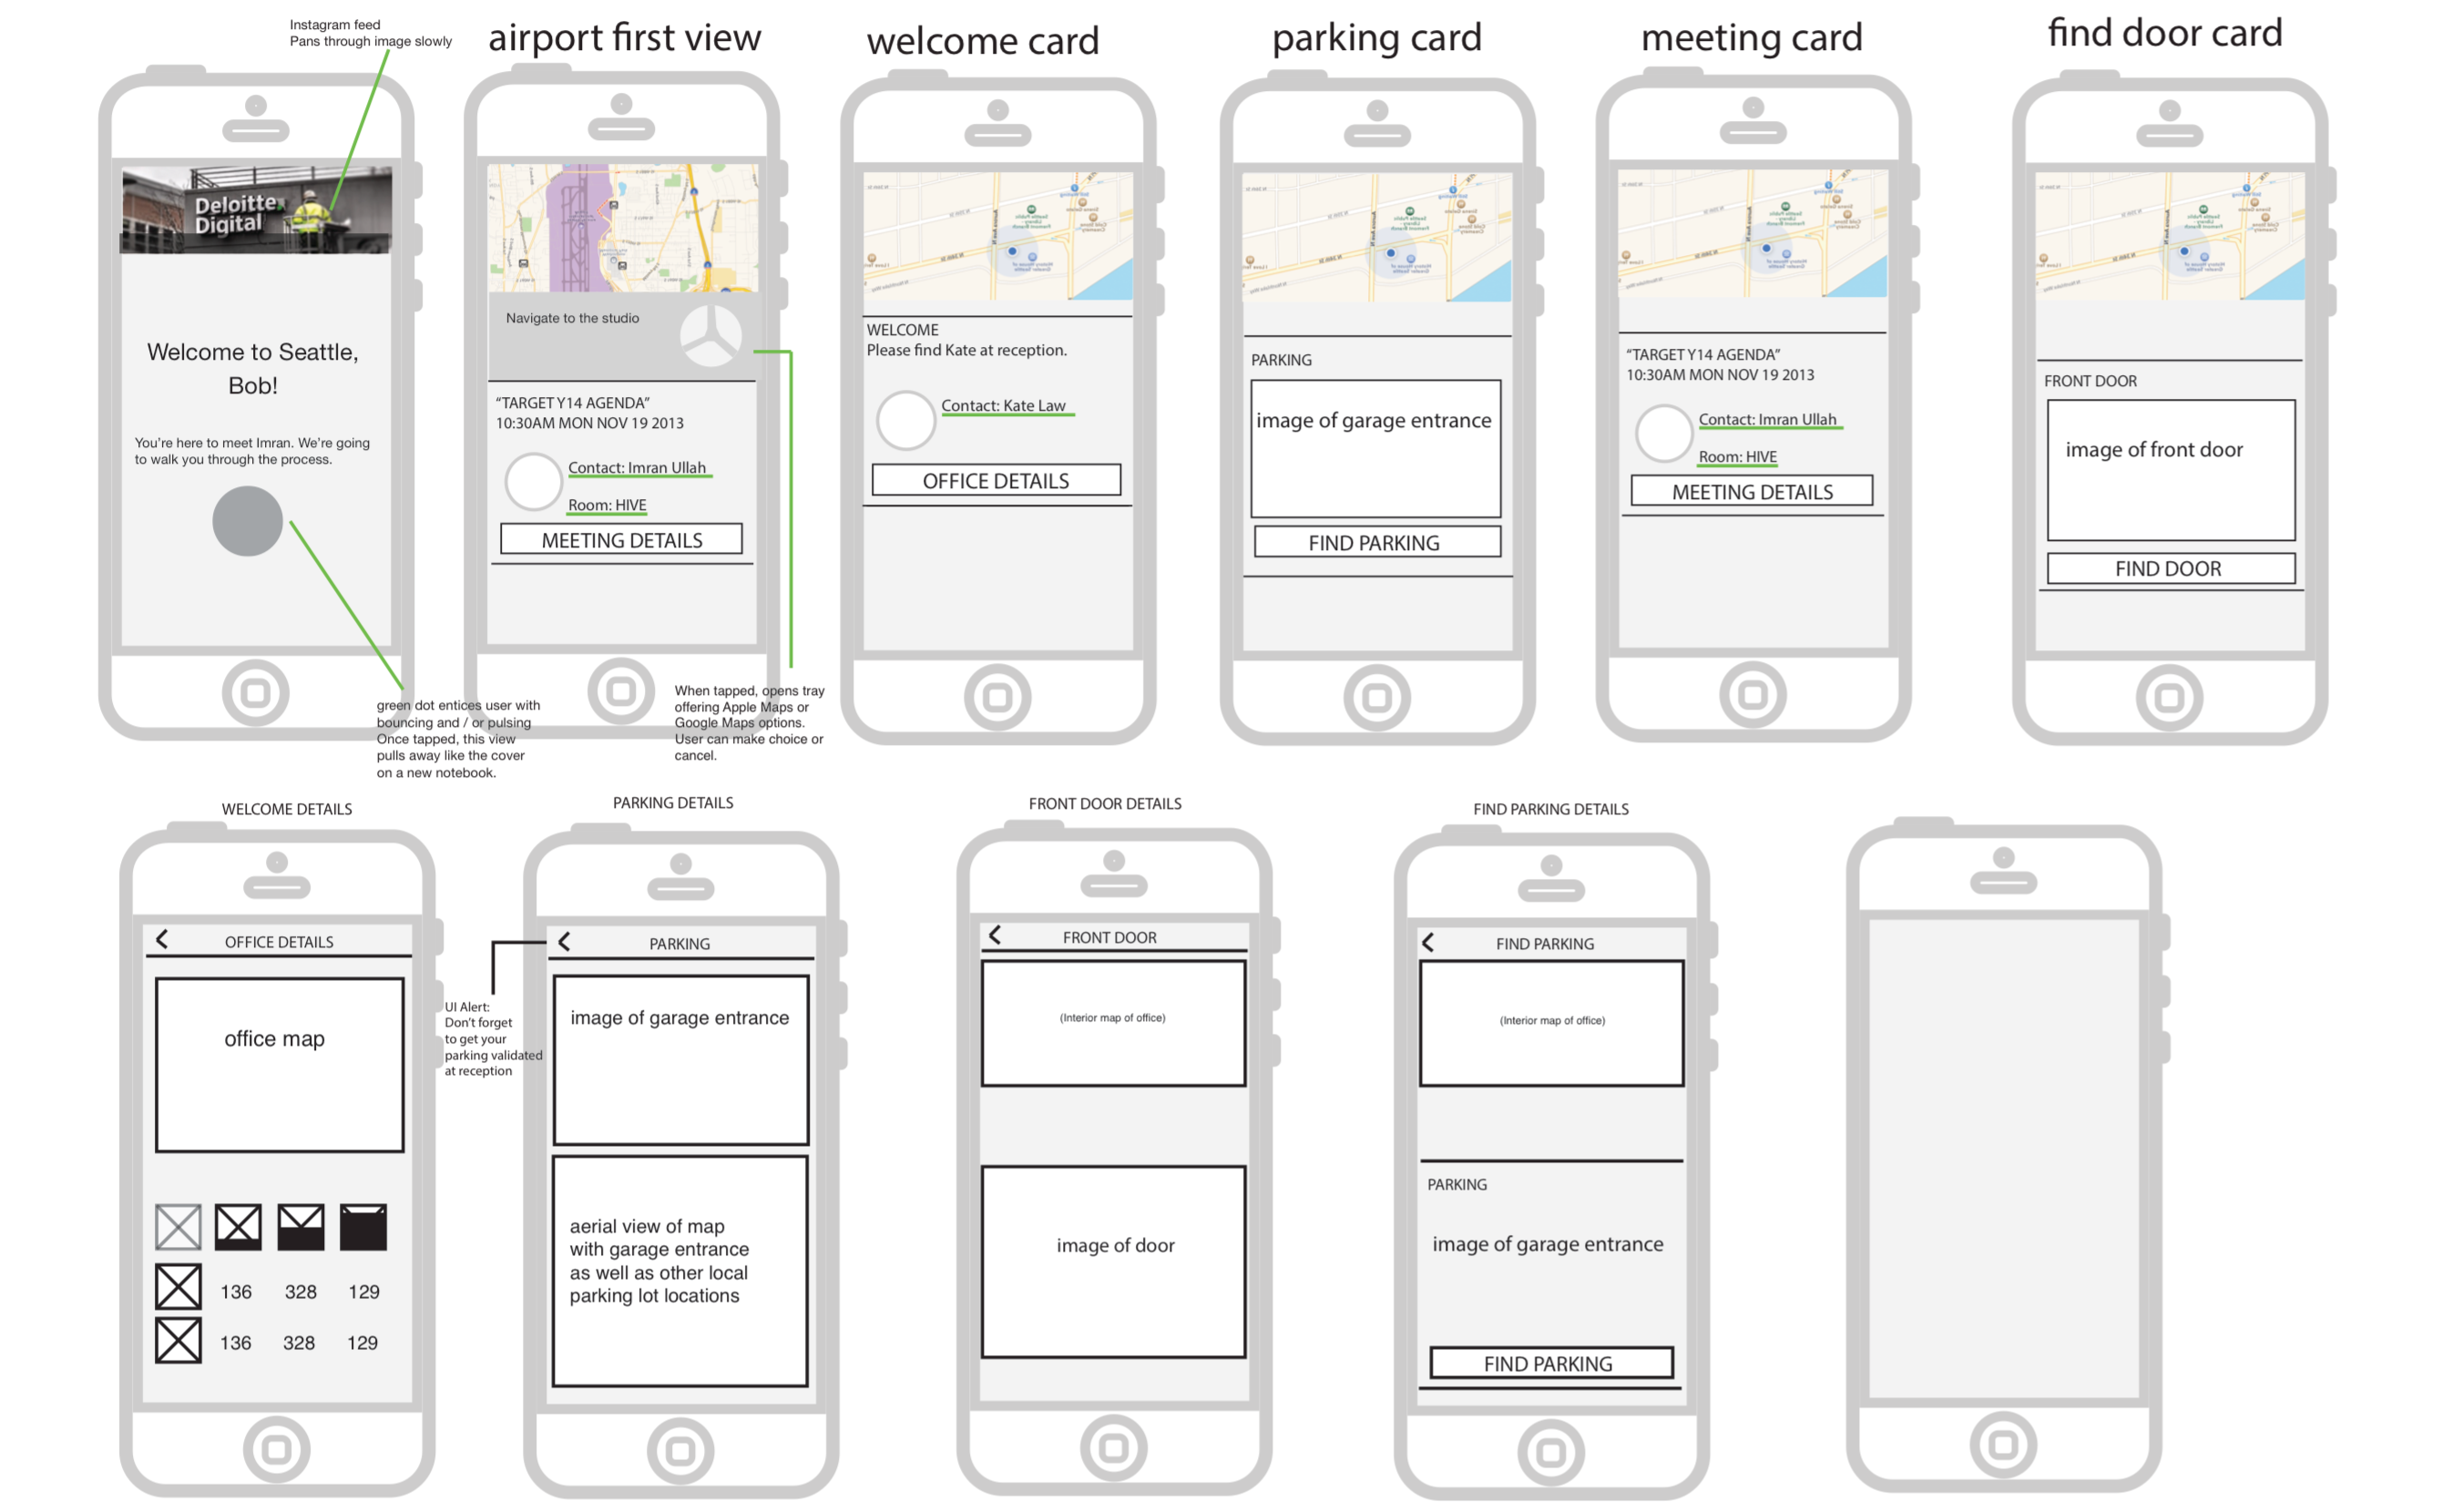 Instagram feed
Pans through image slowly
airport first view
welcome card
parking card
meeting card
find door card
Deloitte
Digital
Welcome to Seattle,
Bob!
You're here to meet Imran. We're going
to walk you through the process.
green dot entices user with
bouncing and / or pulsing
Once tapped, this view
pulls away like the cover
on a new notebook.
Navigate to the studio
“TARGET Y14 AGENDA”
10:30AM MON NOV 19 2013
Contact: Imran Ullah
Room: HIVE
MEETING DETAILS
When tapped, opens tray
offering Apple Maps or
Google Maps options.
User can make choice or
cancel.
WELCOME
Please find Kate at reception.
Contact: Kate Law
OFFICE DETAILS
PARKING
image of garage entrance
FIND PARKING
“TARGET Y14 AGENDA”
10:30AM MON NOV 19 2013
Contact: Imran Ullah
Room: HIVE
MEETING DETAILS
FRONT DOOR
image of front door
FIND DOOR
WELCOME DETAILS
OFFICE DETAILS
office map
136 328 129
136 328 129
PARKING DETAILS
UI Alert:
Don't forget
to get your
parking validated
at reception
PARKING
image of garage entrance
aerial view of map
with garage entrance
as well as other local
parking lot locations
FRONT DOOR DETAILS
FRONT DOOR
(Interior map of office)
image of door
FIND PARKING DETAILS
FIND PARKING
(Interior map of office)
PARKING
image of garage entrance
FIND PARKING